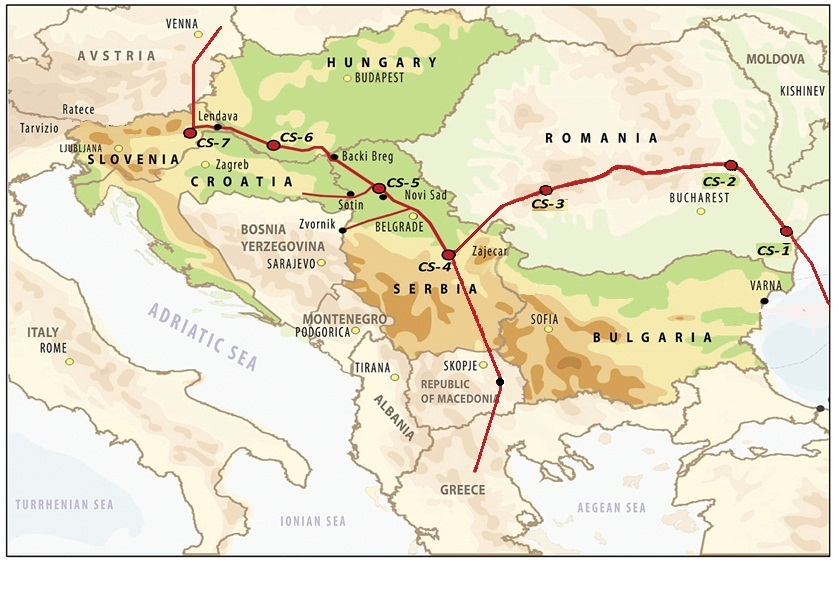 VENNA
AVSTRIA
HUNGARY
BUDAPEST
MOLDOVA
KISHINEV
Ratece
Tarvizio
Lendava
CS-7
CS-6
LJUBLJANA
SLOVENIA
Zagreb
CROATIA
Backi Breg
CS-5
Novi Sad
Sotin
ROMANIA
CS-3
CS-2
BUCHAREST
CS-1
Zvornik
BELGRADE
BOSNIA
YERZEGOVINA
SARAJEVO
CS-4
Zajecar
SERBIA
VARNA
ADRIATIC SEA
MONTENEGRO
PODGORICA
SOFIA
BULGARIA
ITALY
ROME
TIRANA
SKOPJE
REPUBLIC
OF MACEDONIA
ALBANIA
GREECE
TURRHENIAN SEA
IONIAN SEA
AEGEAN SEA